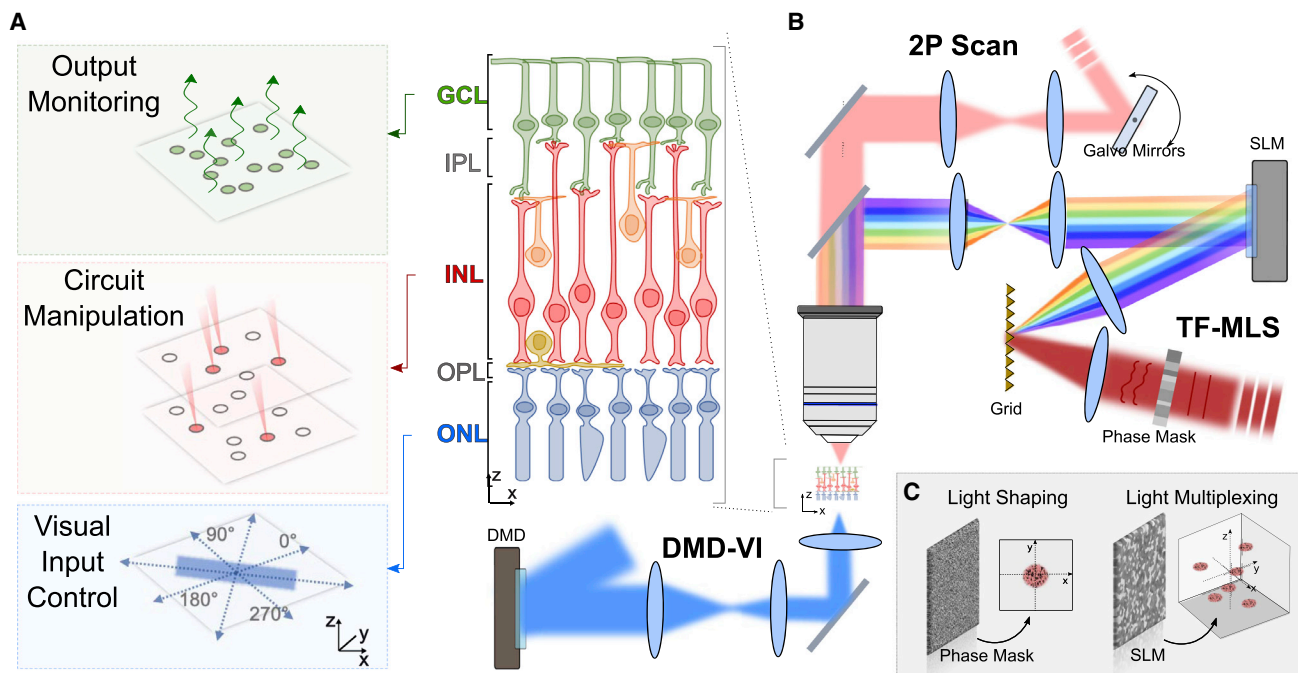 A
Output
Monitoring
Circuit
Manipulation
Visual
Input
Control
90°
0°
180°
270°
z
y
x
GCL
IPL
INL
OPL
ONL
z
x
B
2P Scan
Galvo Mirrors
SLM
TF-MLS
Grid
Phase Mask
z
x
DMD
DMD-VI
C
Light Shaping
y
x
Phase Mask
Light Multiplexing
z
y
x
SLM